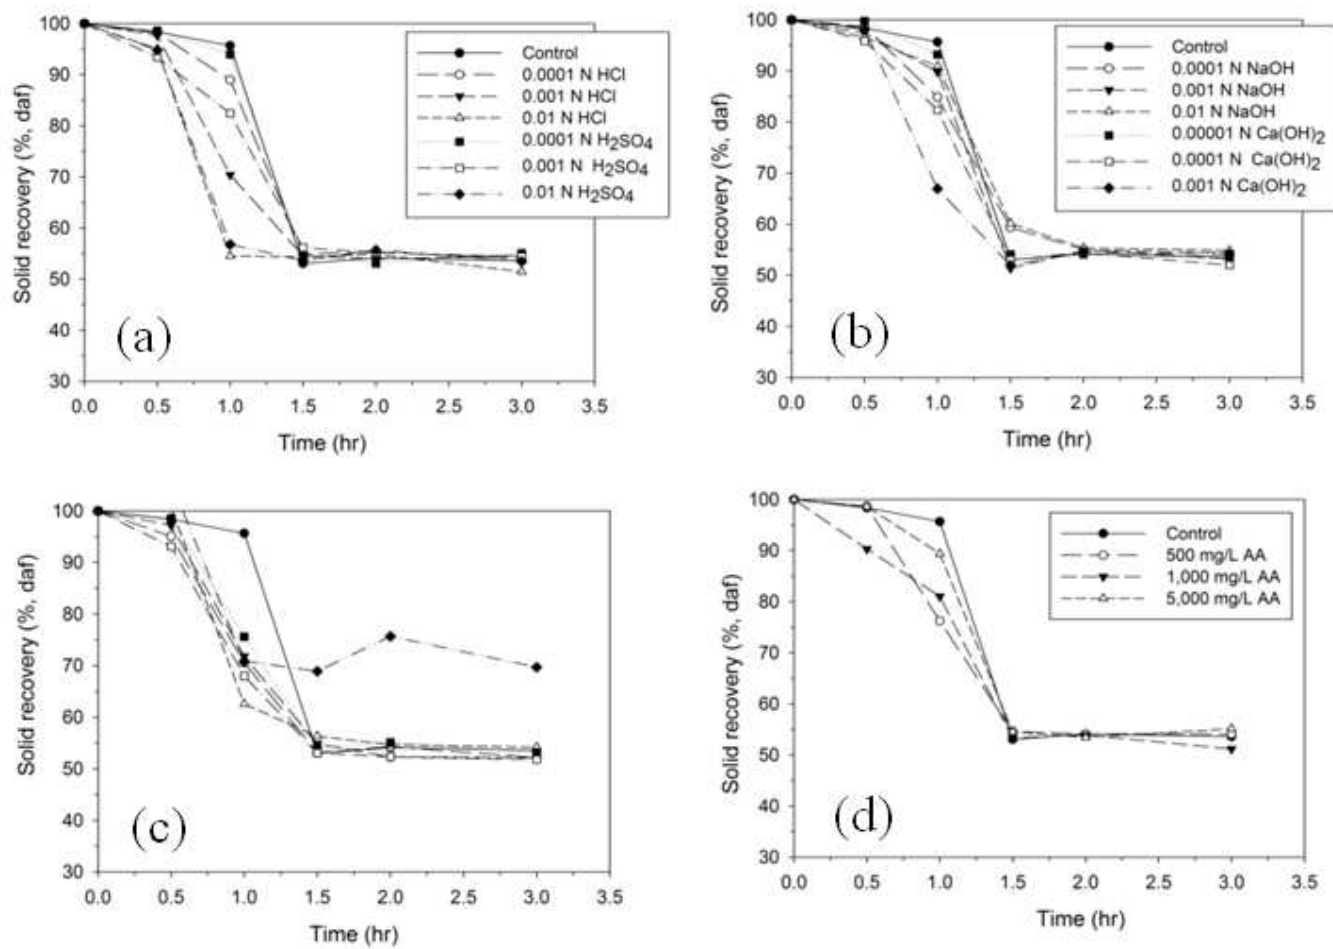 100
90
80
70
60
50
40
30
Solid recovery (%, daf)
Control
0.0001 N HCl
0.001 N HCl
0.01 N HCl
0.0001 N H2SO4
0.001 N H2SO4
0.01 N H2SO4
(a)
0.0 0.5 1.0 1.5 2.0 2.5 3.0 3.5
Time (hr)
100
90
80
70
60
50
40
30
Solid recovery (%, daf)
Control
0.0001 N NaOH
0.001 N NaOH
0.01 N NaOH
0.00001 N Ca(OH)2
0.0001 N Ca(OH)2
0.001 N Ca(OH)2
(b)
0.0 0.5 1.0 1.5 2.0 2.5 3.0 3.5
Time (hr)
100
90
80
70
60
50
40
30
Solid recovery (%, daf)
(c)
0.0 0.5 1.0 1.5 2.0 2.5 3.0 3.5
Time (hr)
100
90
80
70
60
50
40
30
Solid recovery (%, daf)
Control
500 mg/L AA
1,000 mg/L AA
5,000 mg/L AA
(d)
0.0 0.5 1.0 1.5 2.0 2.5 3.0 3.5
Time (hr)